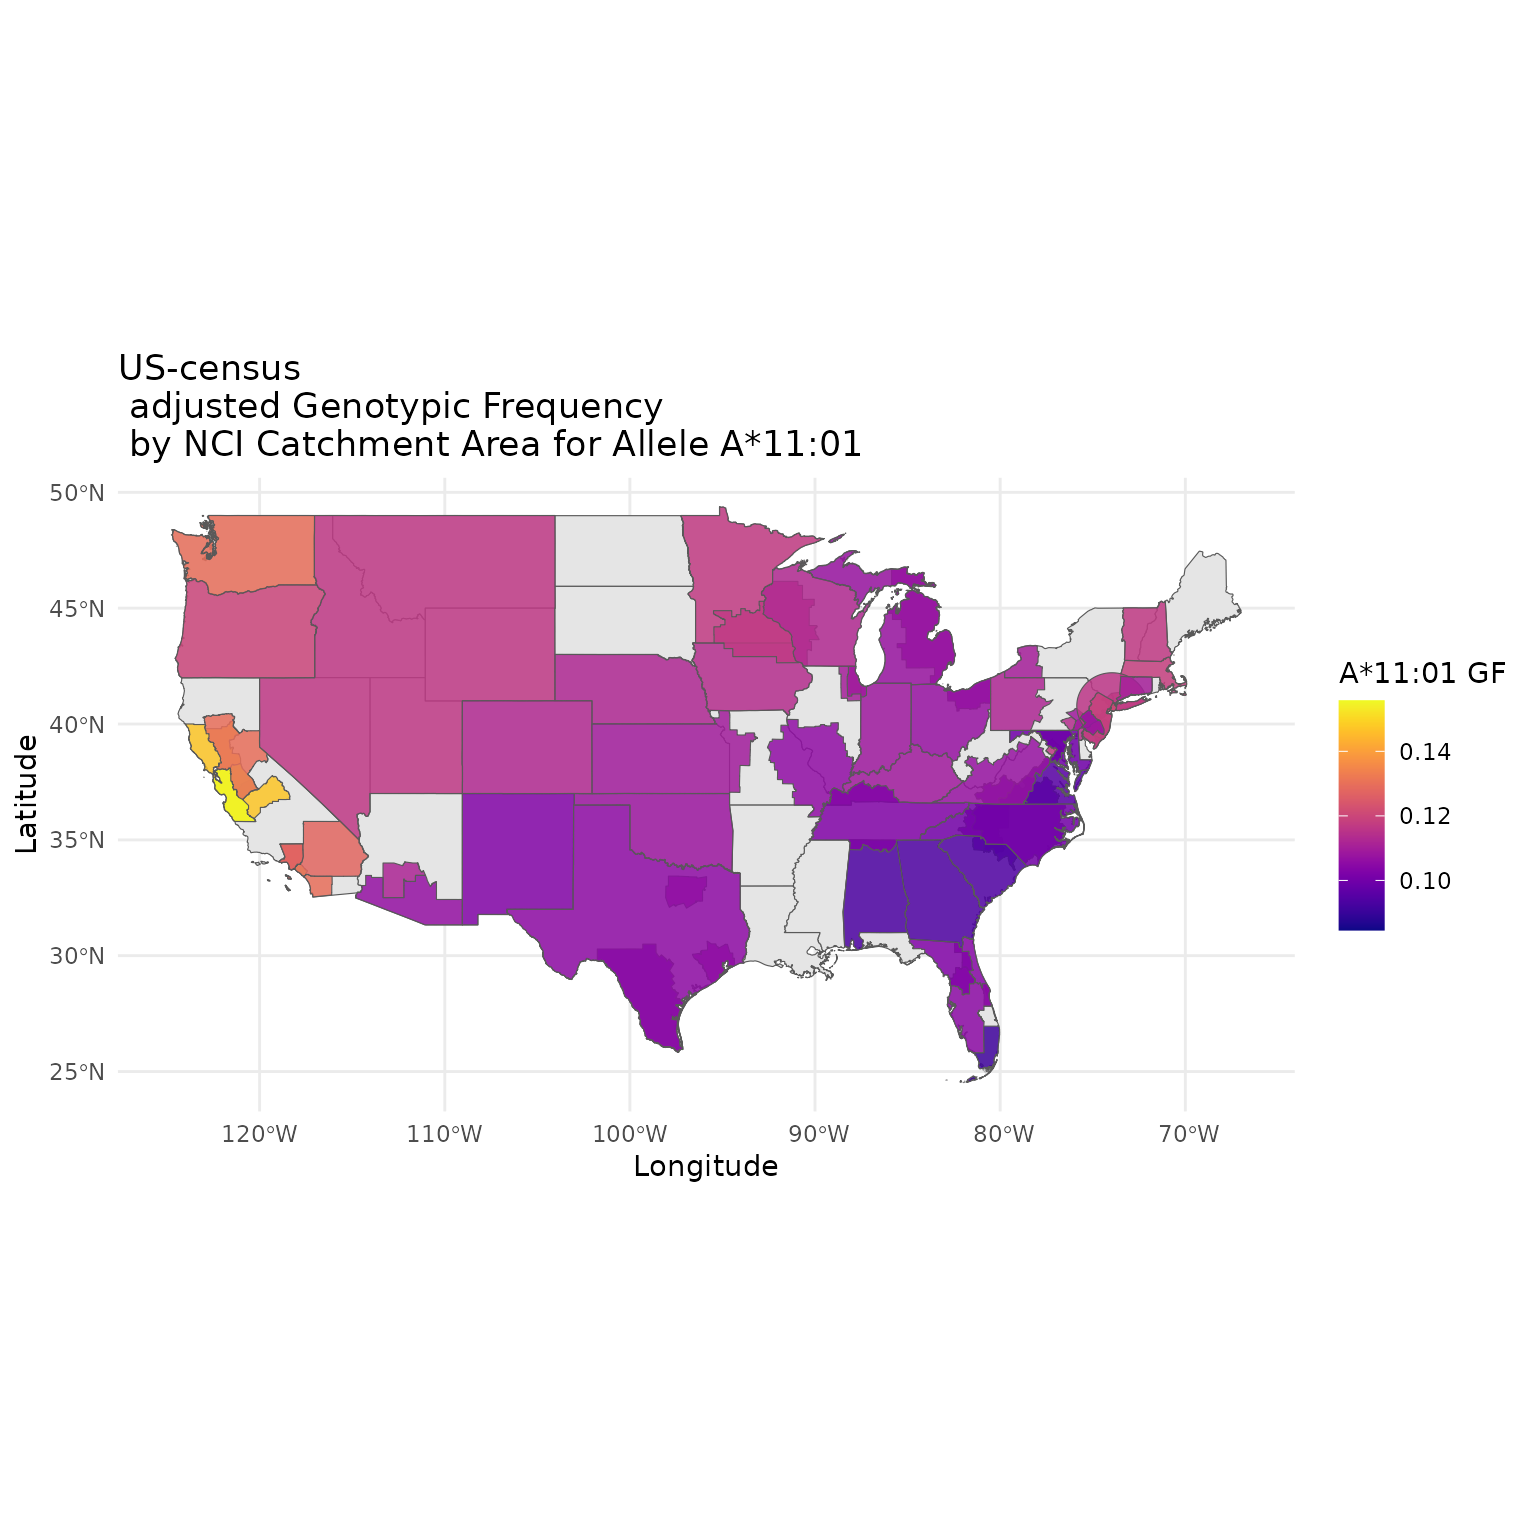 US-census
adjusted Genotypic Frequency
by NCI Catchment Area for Allele A*11:01
50°N
45°N
40°N
35°N
30°N
25°N
Latitude
120°W
110°W
100°W
90°W
80°W
70°W
Longitude
A*11:01 GF
0.14
0.12
0.10